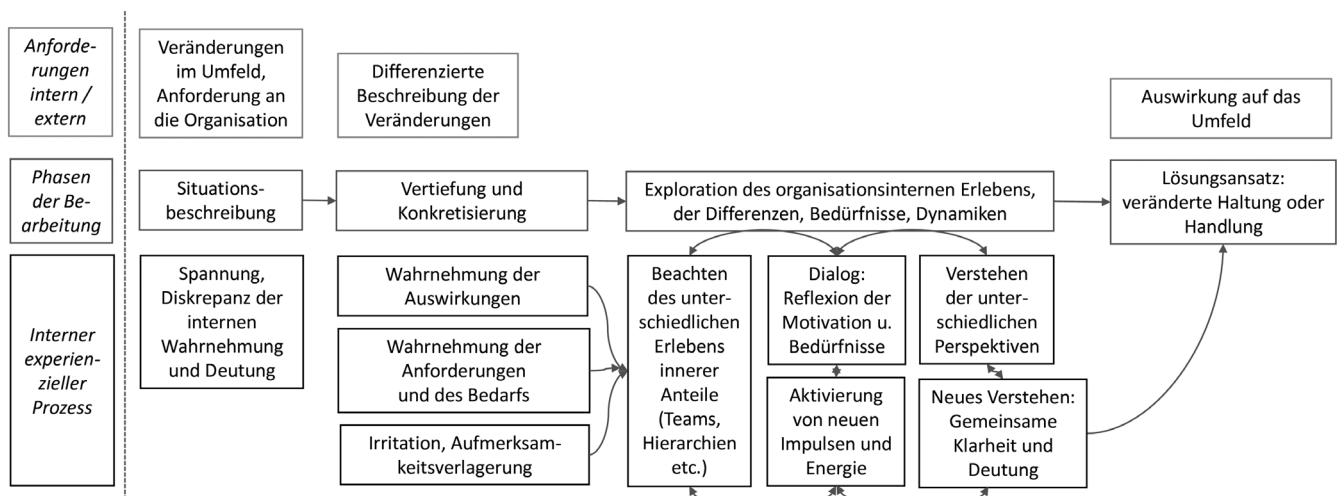 Anforde-
rungen
intern /
extern
Veränderungen
im Umfeld,
Anforderung an
die Organisation
Differenzierte
Beschreibung der
Veränderungen
Auswirkung auf das
Umfeld
Phasen
der Be-
arbeitung
Situations-
beschreibung
Vertiefung und
Konkretisierung
Exploration des organisationsinternen Erlebens,
der Differenzen, Bedürfnisse, Dynamiken
Lösungsansatz:
veränderte Haltung oder
Handlung
Interner
experien-
zieller
Prozess
Spannung,
Diskrepanz der
internen
Wahrnehmung
und Deutung
Wahrnehmung der
Auswirkungen
Wahrnehmung der
Anforderungen
und des Bedarfs
Irritation, Aufmerksam-
keitsverlagerung
Beachten
des unter-
schiedlichen
Erlebens
innerer
Anteile
(Teams,
Hierarchien
etc.)
Dialog:
Reflexion der
Motivation u.
Bedürfnisse
Aktivierung
von neuen
Impulsen und
Energie
Verstehen
der unter-
schiedlichen
Perspektiven
Neues Verstehen:
Gemeinsame
Klarheit und
Deutung